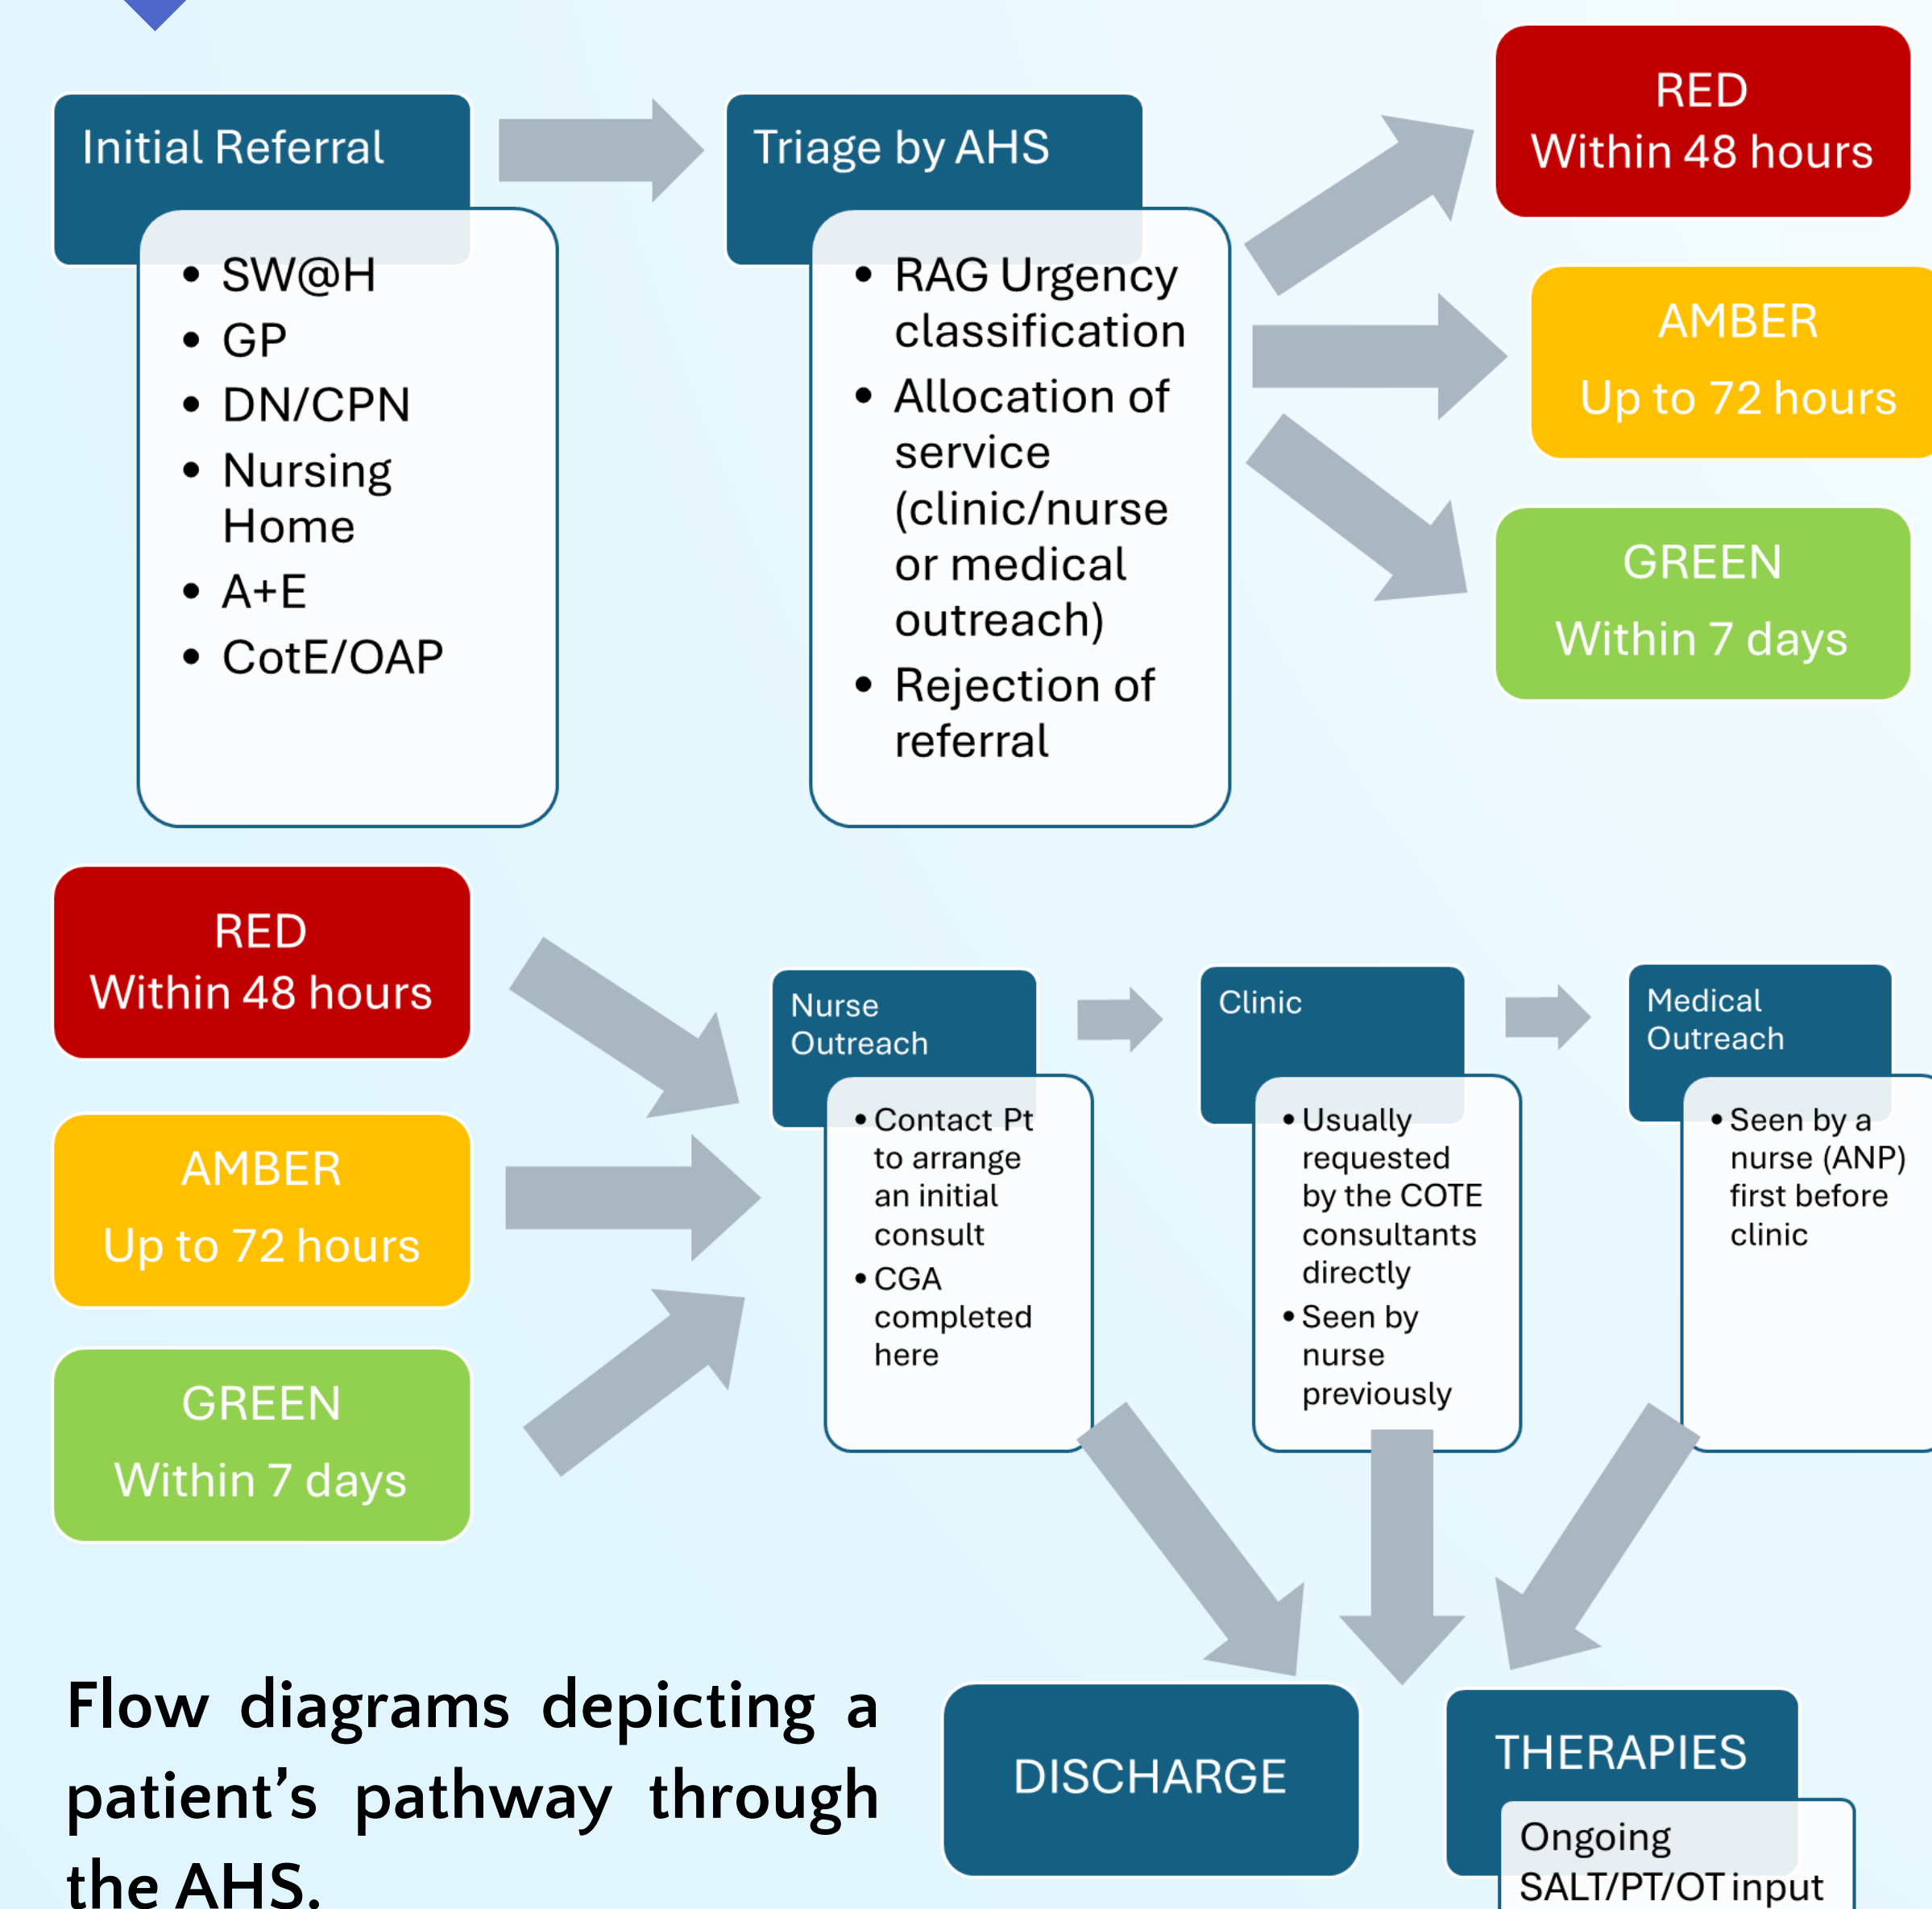 Initial Referral
• SW@H
• GP
• DN/CPN
• Nursing
Home
• A+E
• CotE/OAP
Triage by AHS
• RAG Urgency
classification
• Allocation of
service
(clinic/nurse
or medical
outreach)
• Rejection of
referral
RED
Within 48 hours
AMBER
Up to 72 hours
GREEN
Within 7 days
RED
Within 48 hours
AMBER
Up to 72 hours
GREEN
Within 7 days
Nurse
Outreach
• Contact Pt
to arrange
an initial
consult
• CGA
completed
here
Clinic
• Usually
requested
by the COTE
consultants
directly
• Seen by
nurse
previously
Medical
Outreach
• Seen by a
nurse (ANP)
first before
clinic
DISCHARGE
THERAPIES
Ongoing
SALT/PT/OT input
Flow diagrams depicting a
patient’s pathway through
the AHS.